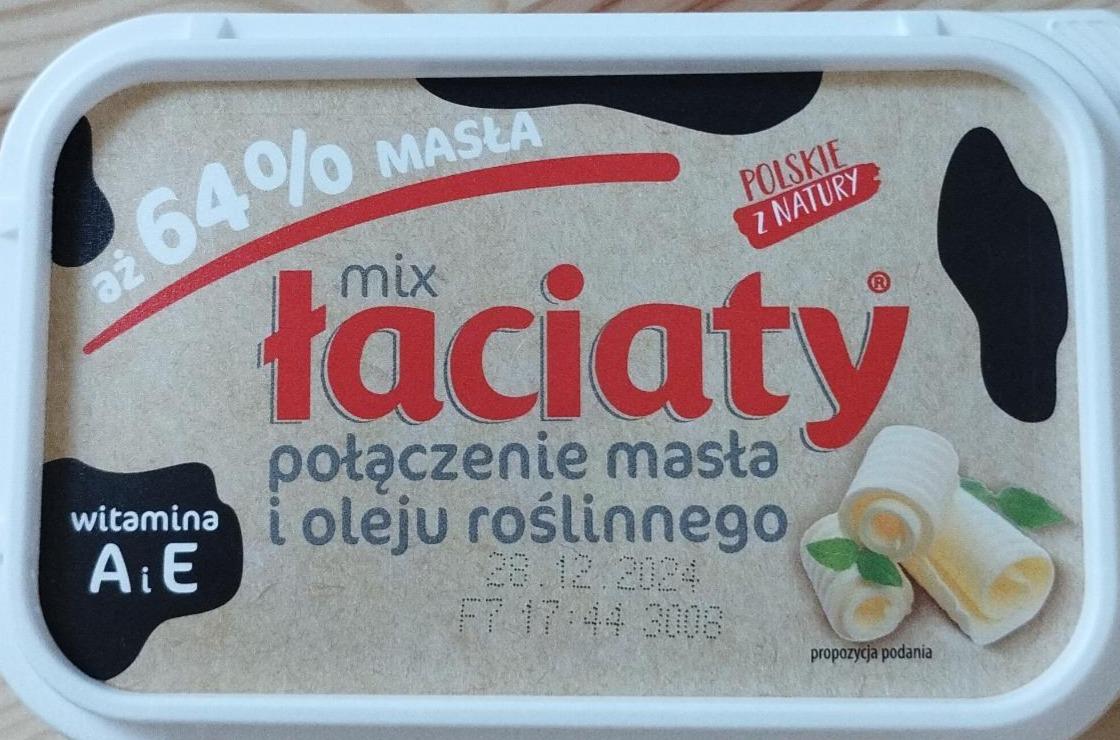 aż 64% MASŁA
POLSKIE
Z NATURY
mix
łaciaty®
połączenie masła
i oleju roślinnego
witamina
A i E
28.12.2024
F7 17:44 3008
propozycja podania